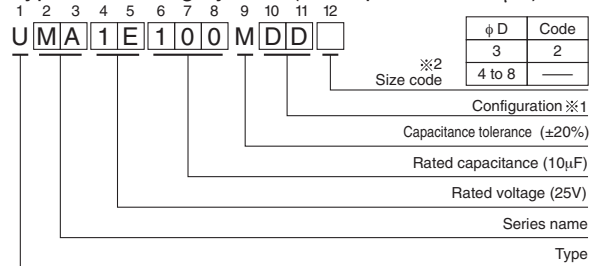 1 2 3 4 5 6 7 8 9 10 11 12
U M A 1 E 1 0 0 M D D
φ D Code
3 2
4 to 8 ——
※2
Size code
Configuration ※1
Capacitance tolerance (±20%)
Rated capacitance (10µF)
Rated voltage (25V)
Series name
Type